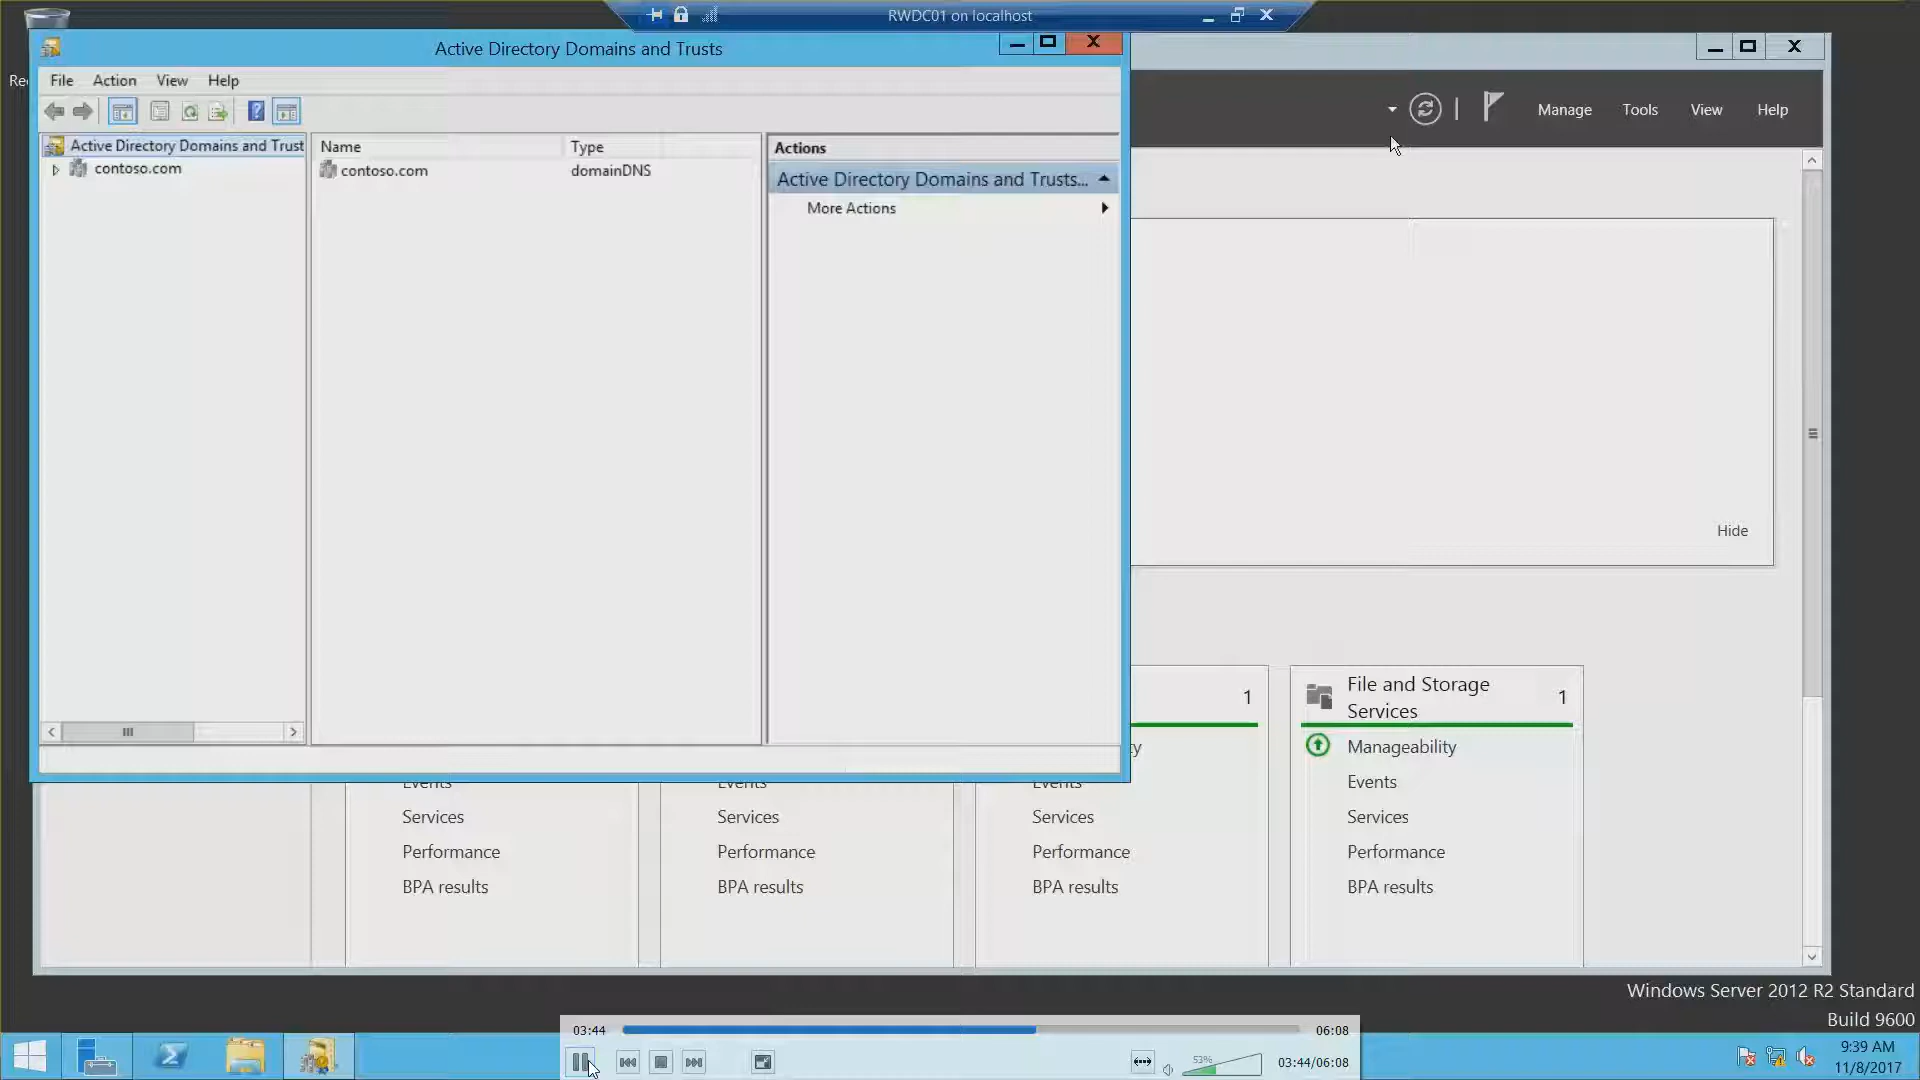 RWDC01 on localhost
Active Directory Domains and Trusts
File Action View Help
Active Directory Domains and Trust
contoso.com
Name Type
contoso.com domainDNS
Actions
Active Directory Domains and Trusts...
More Actions
Manage Tools View Help
Hide
1
File and Storage
Services
1
Manageability
Events
Services
Performance
BPA results
Events
Services
Performance
BPA results
Events
Services
Performance
BPA results
Events
Services
Performance
BPA results
Windows Server 2012 R2 Standard
Build 9600
03:44 06:08
53%
03:44/06:08
9:39 AM
11/8/2017